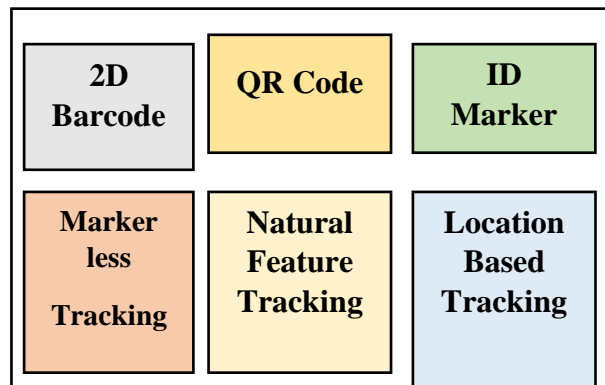 2D
Barcode
QR Code
ID
Marker
Marker
less
Tracking
Natural
Feature
Tracking
Location
Based
Tracking